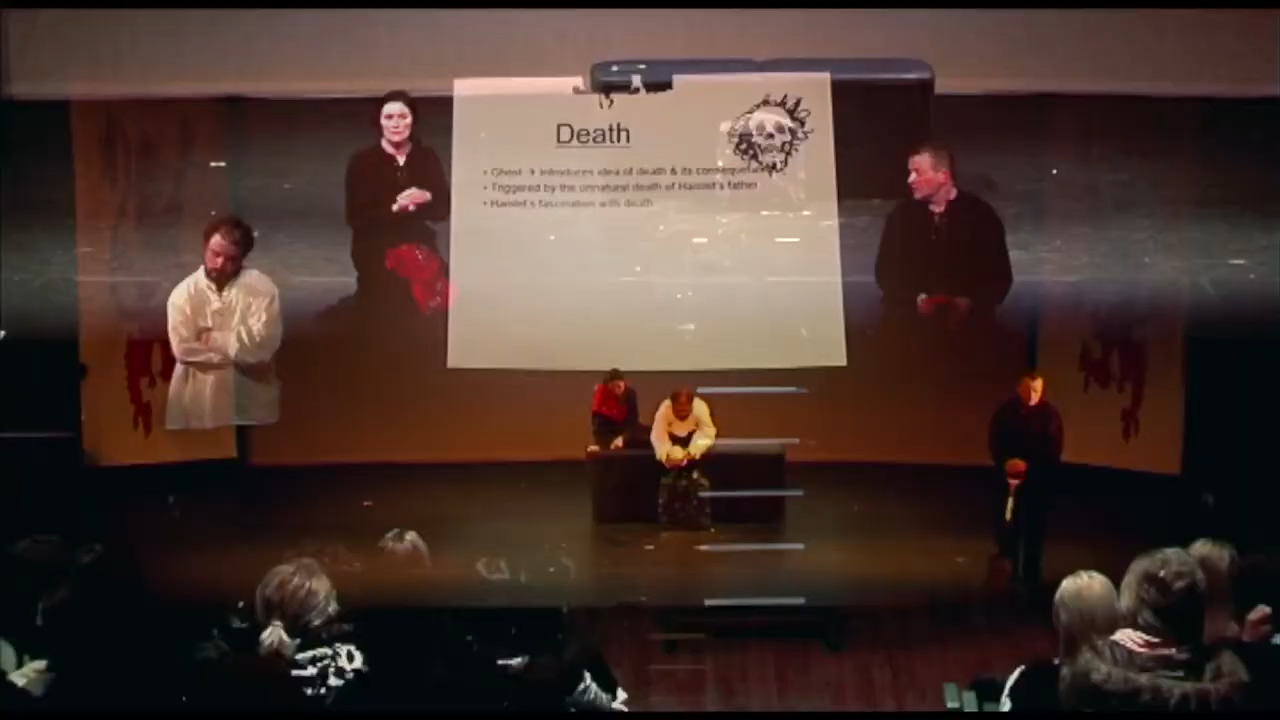 Death
• Ghost → Introduces idea of death & its consequences
• Triggered by the unnatural death of Hamlet's father
• Hamlet's fascination with death